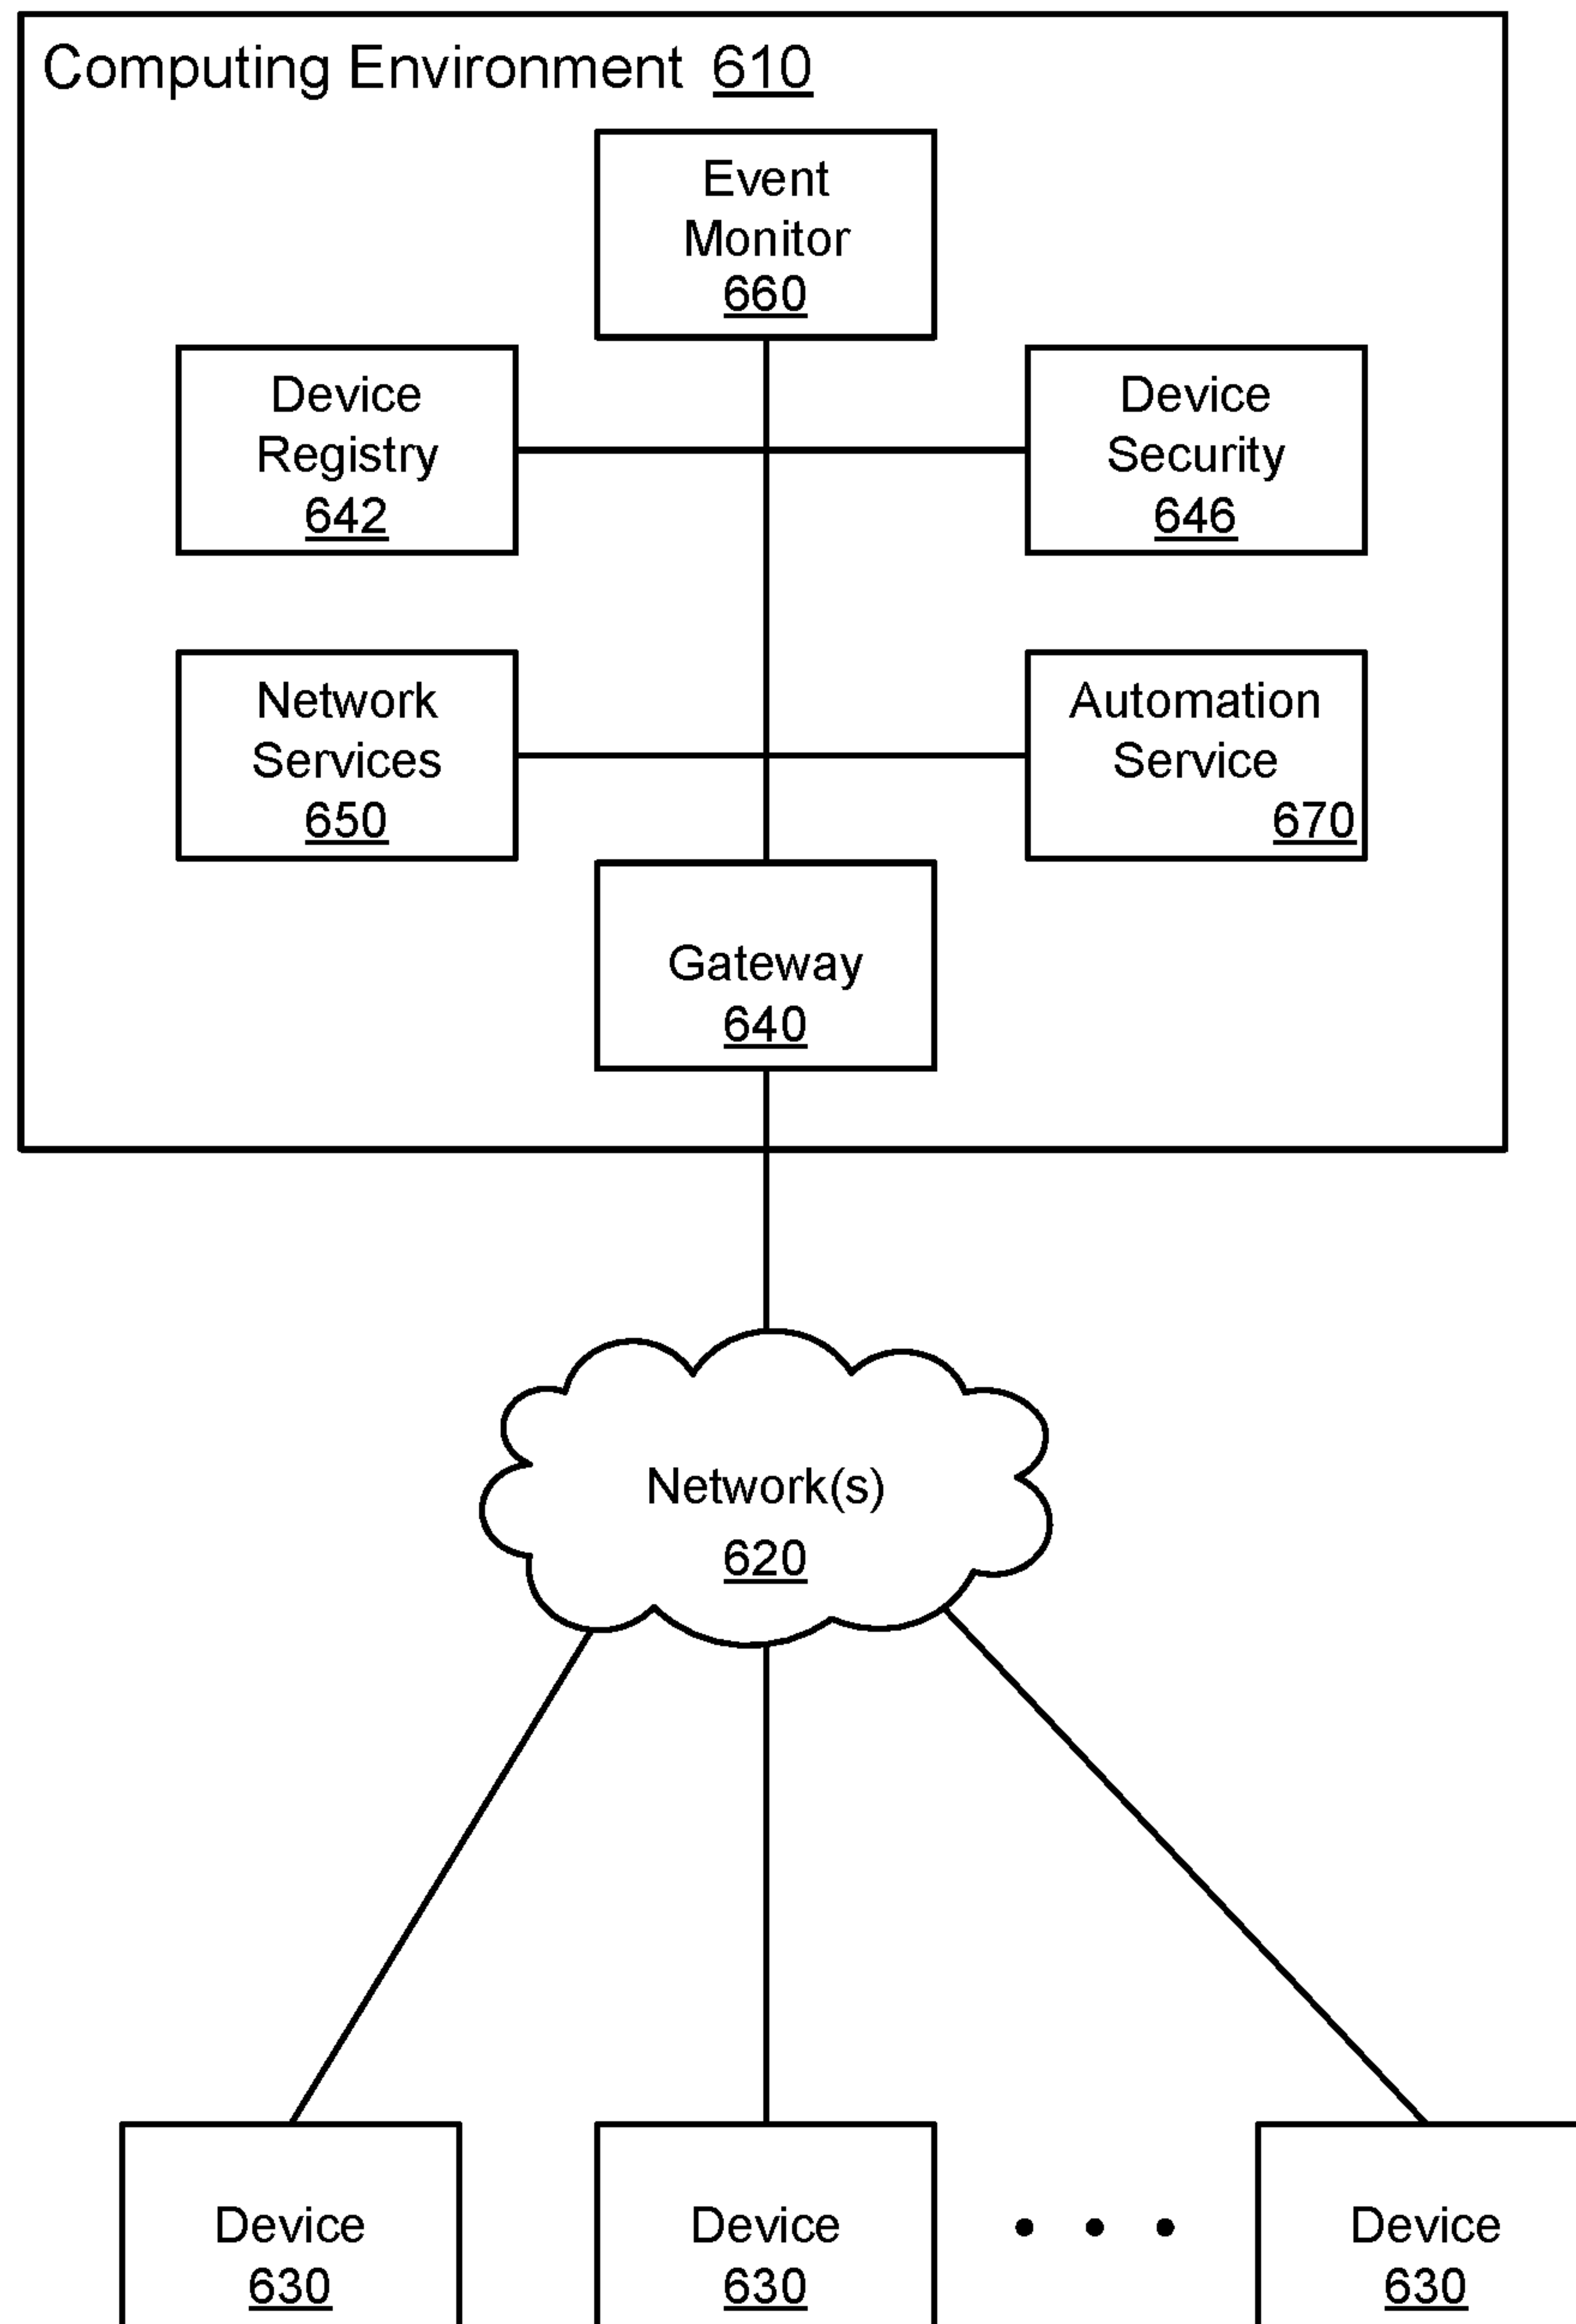 Computing Environment 610
Event
Monitor
660
Device
Registry
642
Device
Security
646
Network
Services
650
Automation
Service
670
Gateway
640
Network(s)
620
Device
630
Device
630
Device
630